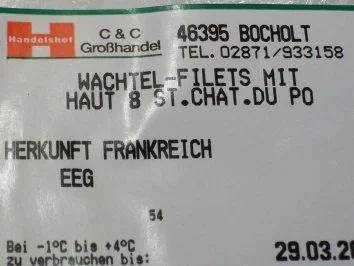 Handelshof
C & C
Großhandel
46395 BOCHOLT
TEL. 02871/933158
WACHTEL-FILETS MIT
HAUT 8 ST.CHAT.DU PO
HERKUNFT FRANKREICH
EEG
54
Bei -1°C bis +4°C
zu verbrauchen bis:
29.03.20